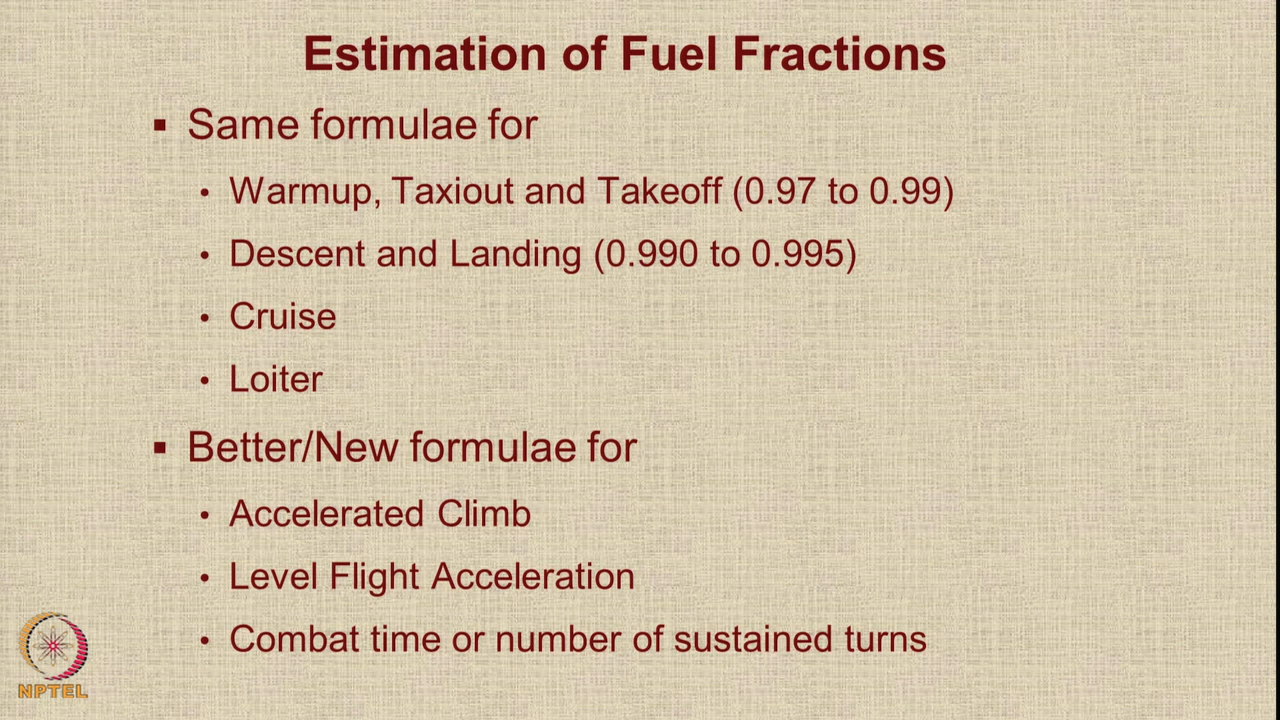 Estimation of Fuel Fractions
▪ Same formulae for
• Warmup, Taxiout and Takeoff (0.97 to 0.99)
• Descent and Landing (0.990 to 0.995)
• Cruise
• Loiter
▪ Better/New formulae for
• Accelerated Climb
• Level Flight Acceleration
• Combat time or number of sustained turns
NPTEL